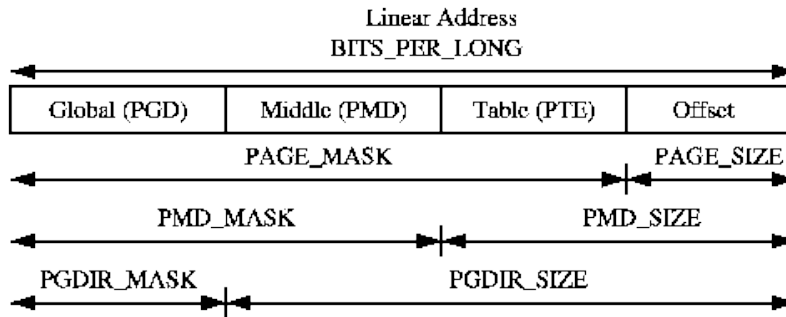 Linear Address
BITS_PER_LONG
Global (PGD) Middle (PMD) Table (PTE) Offset
PAGE_MASK PAGE_SIZE
PMD_MASK PMD_SIZE
PGDIR_MASK PGDIR_SIZE